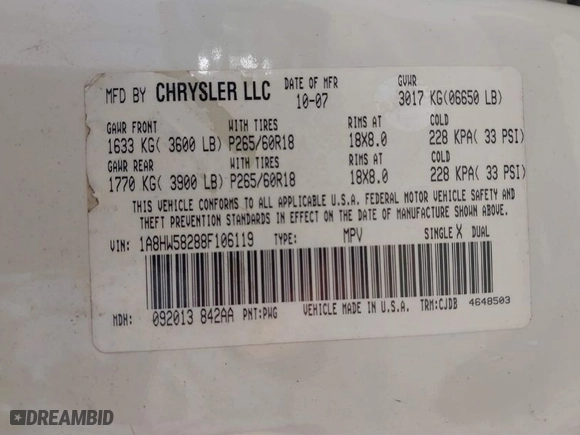 MFD BY CHRYSLER LLC DATE OF MFR 10-07 GVWR 3017 KG(06650 LB)
GAWR FRONT WITH TIRES RIMS AT COLD
1633 KG( 3600 LB) P265/60R18 18X8.0 228 KPA( 33 PSI)
GAWR REAR WITH TIRES RIMS AT COLD
1770 KG( 3900 LB) P265/60R18 18X8.0 228 KPA( 33 PSI)
THIS VEHICLE CONFORMS TO ALL APPLICABLE U.S.A. FEDERAL MOTOR VEHICLE SAFETY AND
THEFT PREVENTION STANDARDS IN EFFECT ON THE DATE OF MANUFACTURE SHOWN ABOVE.
VIN: 1A8HW58288F106119 TYPE: MPV SINGLE X DUAL
MDH: 092013 842AA PNT:PWG VEHICLE MADE IN U.S.A. TRM:CJDB 4648503
DREAMBID